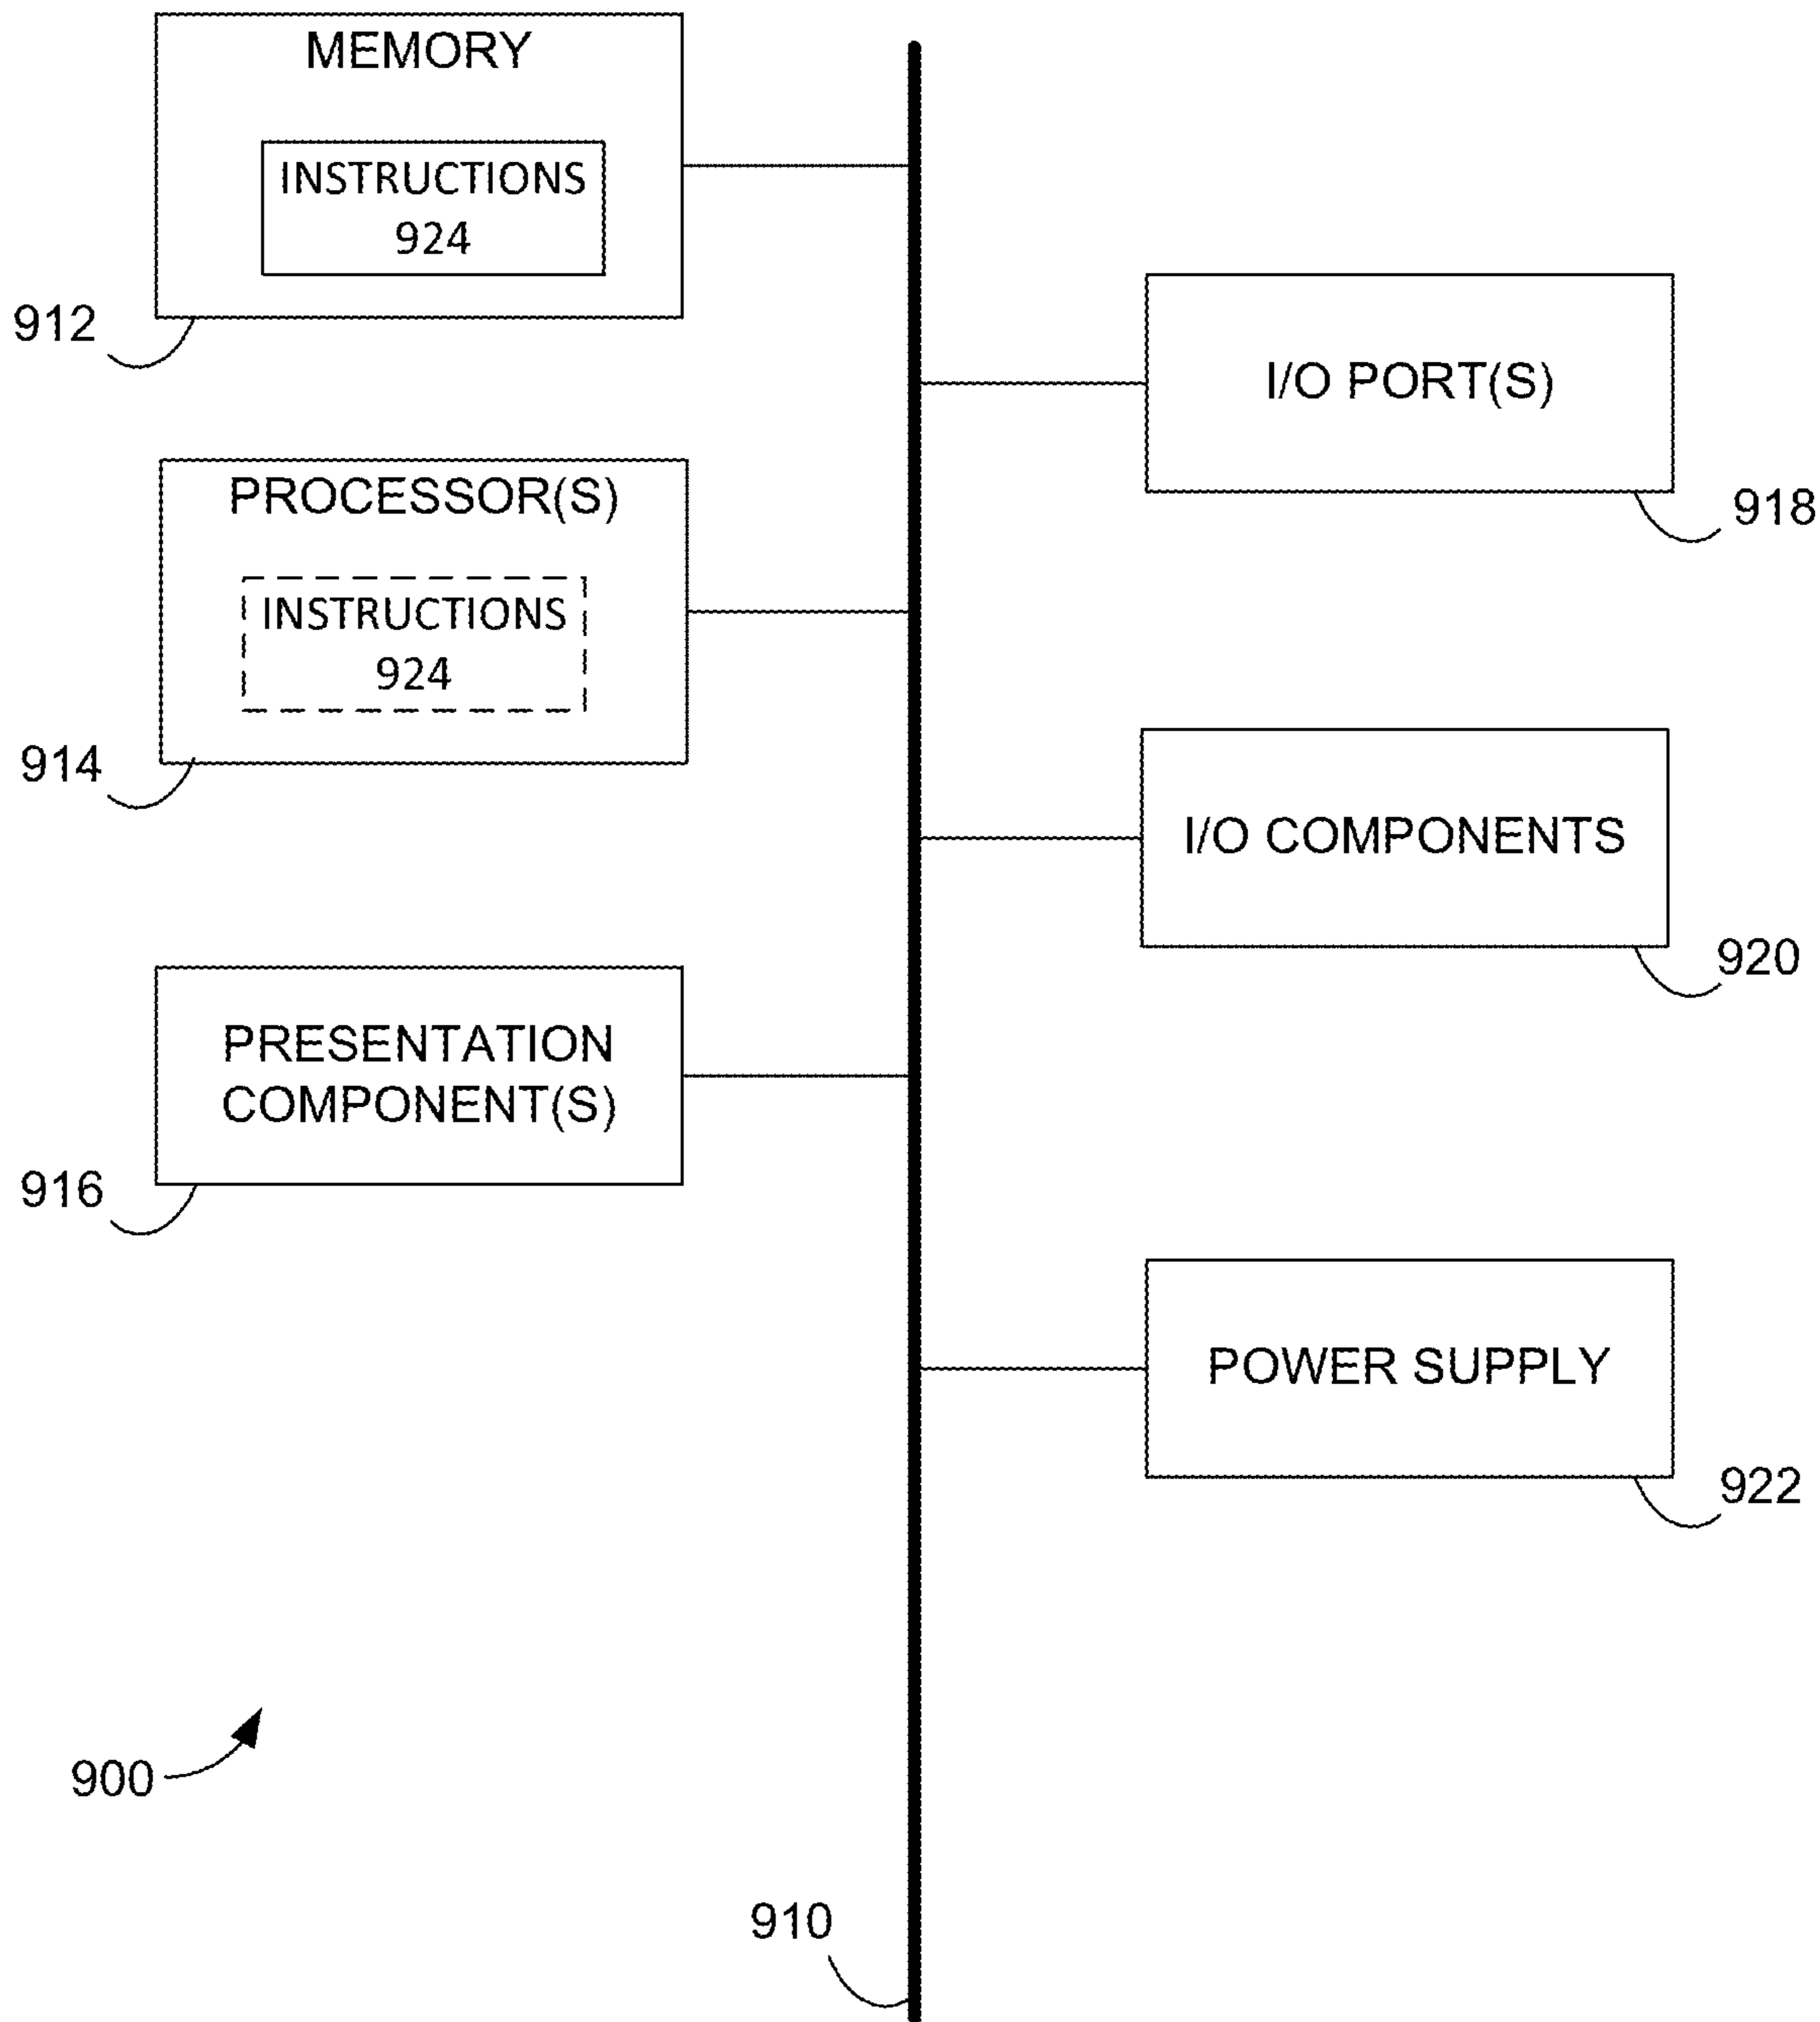 MEMORY
INSTRUCTIONS
924
912
I/O PORT(S)
918
PROCESSOR(S)
INSTRUCTIONS
924
914
I/O COMPONENTS
920
PRESENTATION
COMPONENT(S)
916
POWER SUPPLY
922
900
910